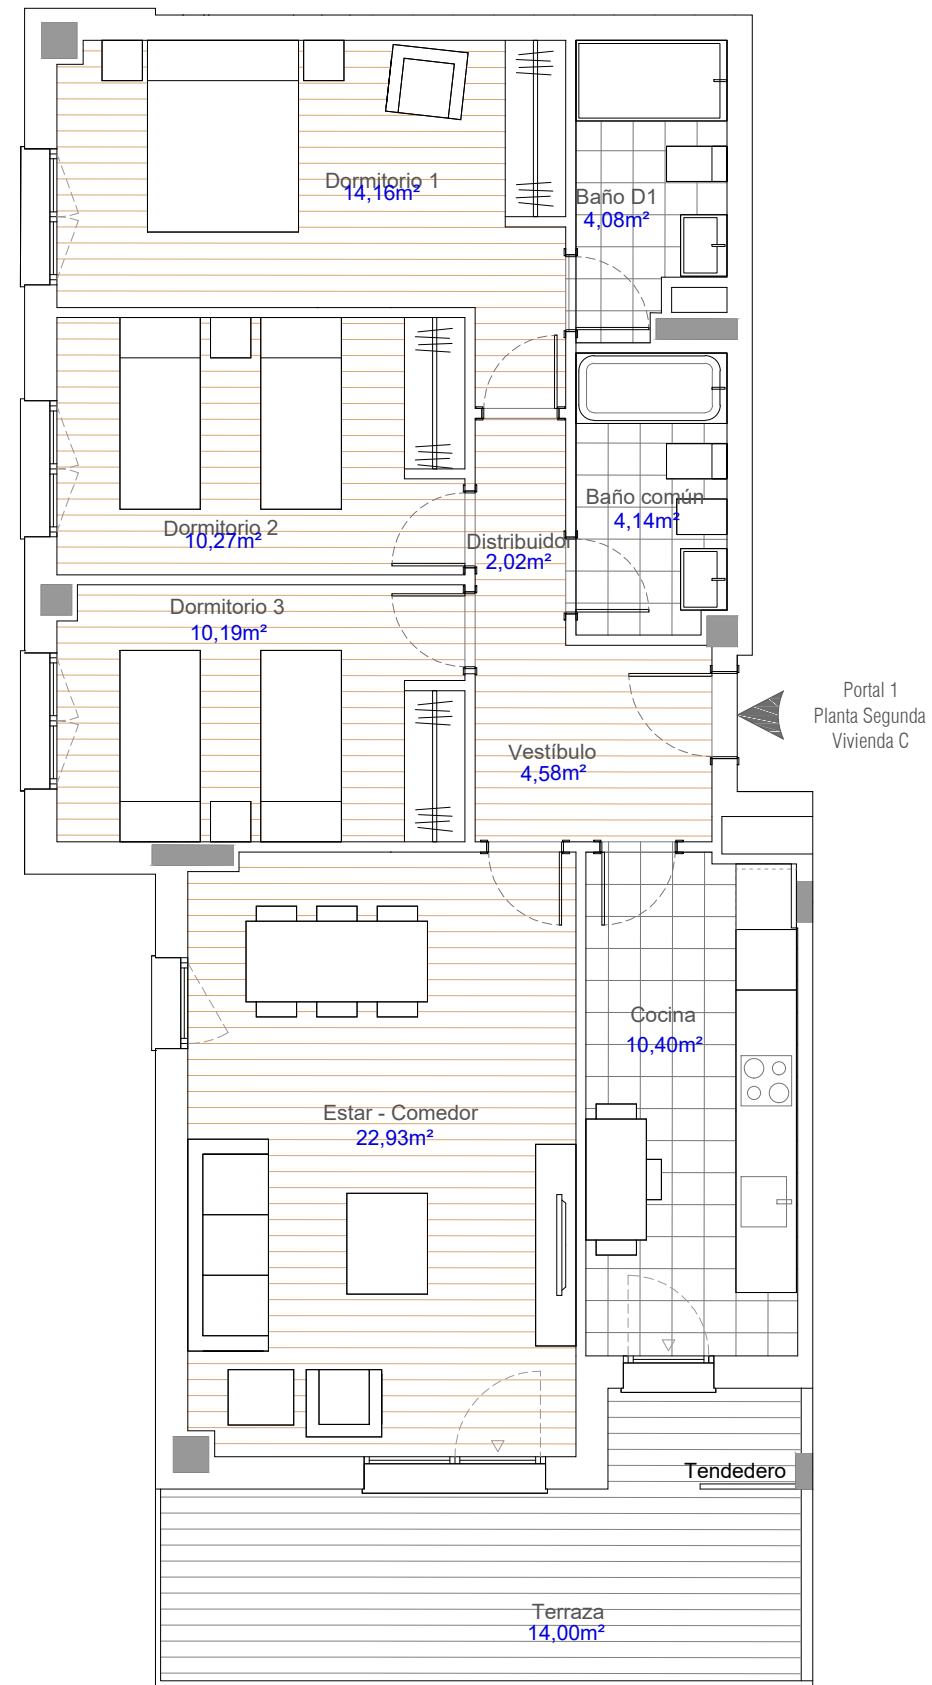 Dormitorio 1
14,16m²
Baño D1
4,08m²
Baño común
4,14m²
Dormitorio 2
10,27m²
Distribuidor
2,02m²
Dormitorio 3
10,19m²
Portal 1
Planta Segunda
Vivienda C
Vestíbulo
4,58m²
Cocina
10,40m²
Estar - Comedor
22,93m²
Tendedero
Terraza
14,00m²